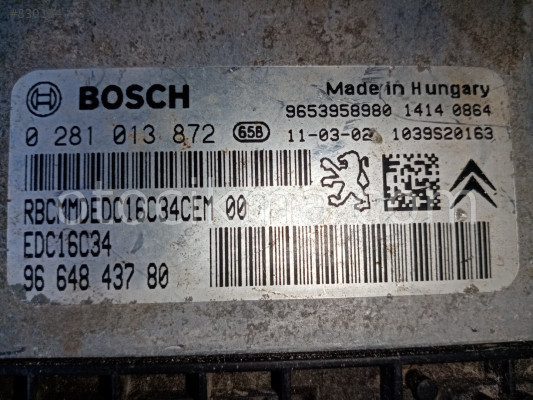 BOSCH
Made in Hungary
9653958980 1414 0864
0 281 013 872 65B 11-03-02 1039S20163
RBCMMDEDC16C34CEM 00
EDC16C34
96 648 437 80